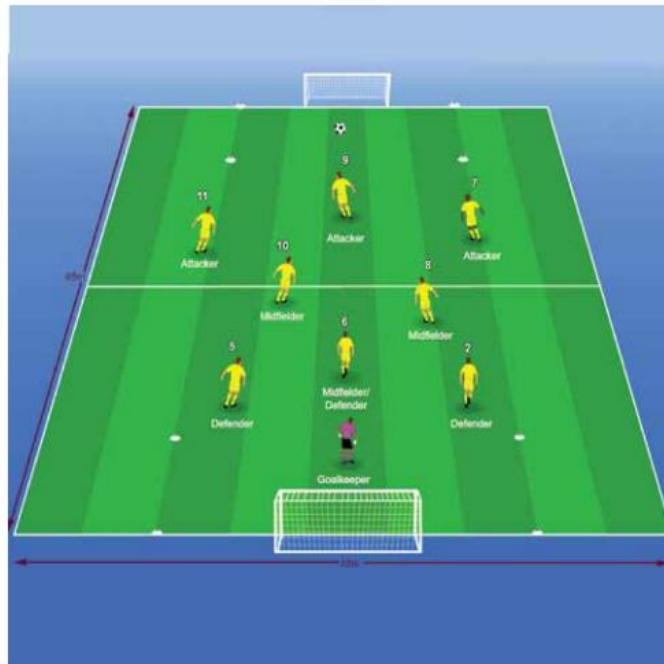 9
11
7
Attacker
10
Attacker
Attacker
8
Midfielder
Midfielder
6
5
2
Midfielder/
Defender
Defender
Defender
Goalkeeper